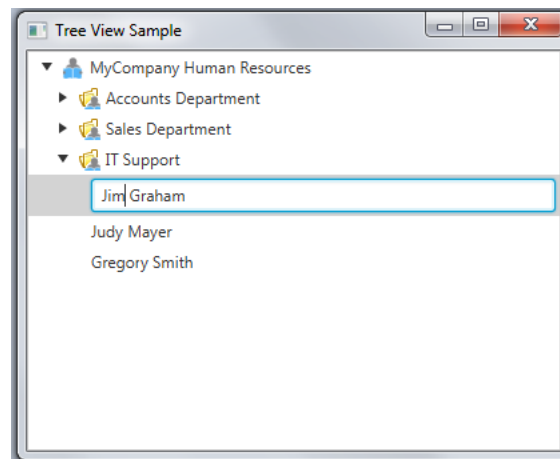 Tree View Sample
MyCompany Human Resources
Accounts Department
Sales Department
IT Support
Jim Graham
Judy Mayer
Gregory Smith